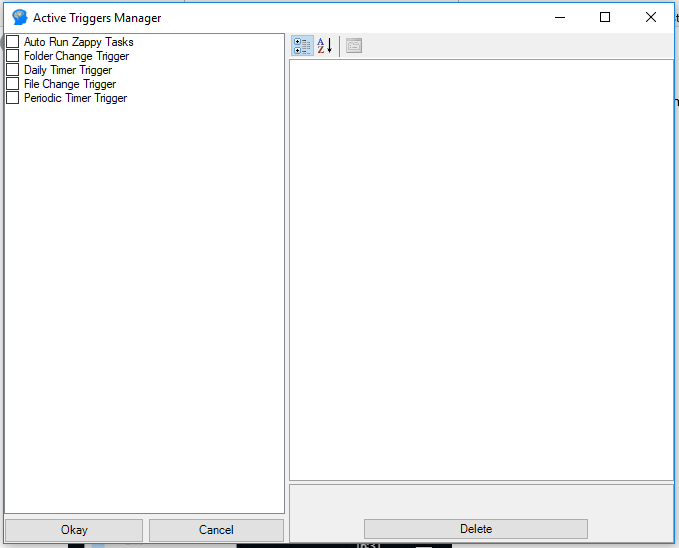 Active Triggers Manager
Auto Run Zappy Tasks
Folder Change Trigger
Daily Timer Trigger
File Change Trigger
Periodic Timer Trigger
A
Z
Okay
Cancel
Delete